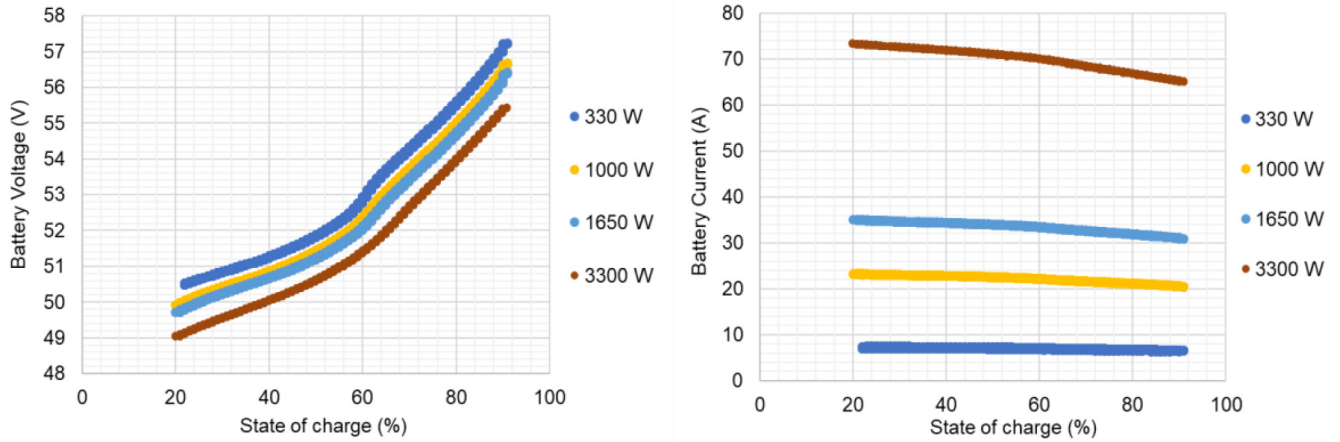 Battery Voltage (V)
58
57
56
55
54
53
52
51
50
49
48
0 20 40 60 80 100
State of charge (%)
330 W
1000 W
1650 W
3300 W
Battery Current (A)
80
70
60
50
40
30
20
10
0
0 20 40 60 80 100
State of charge (%)
330 W
1000 W
1650 W
3300 W